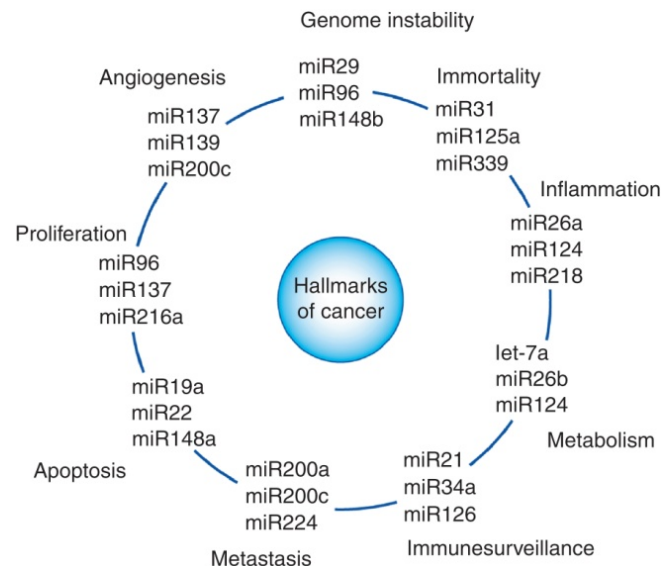 Genome instability
miR29
miR96
miR148b
Immortality
miR31
miR125a
miR339
Inflammation
miR26a
miR124
miR218
let-7a
miR26b
miR124
Metabolism
miR21
miR34a
miR126
Immunesurveillance
miR200a
miR200c
miR224
Metastasis
miR19a
miR22
miR148a
Apoptosis
Proliferation
miR96
miR137
miR216a
Angiogenesis
miR137
miR139
miR200c
Hallmarks
of cancer